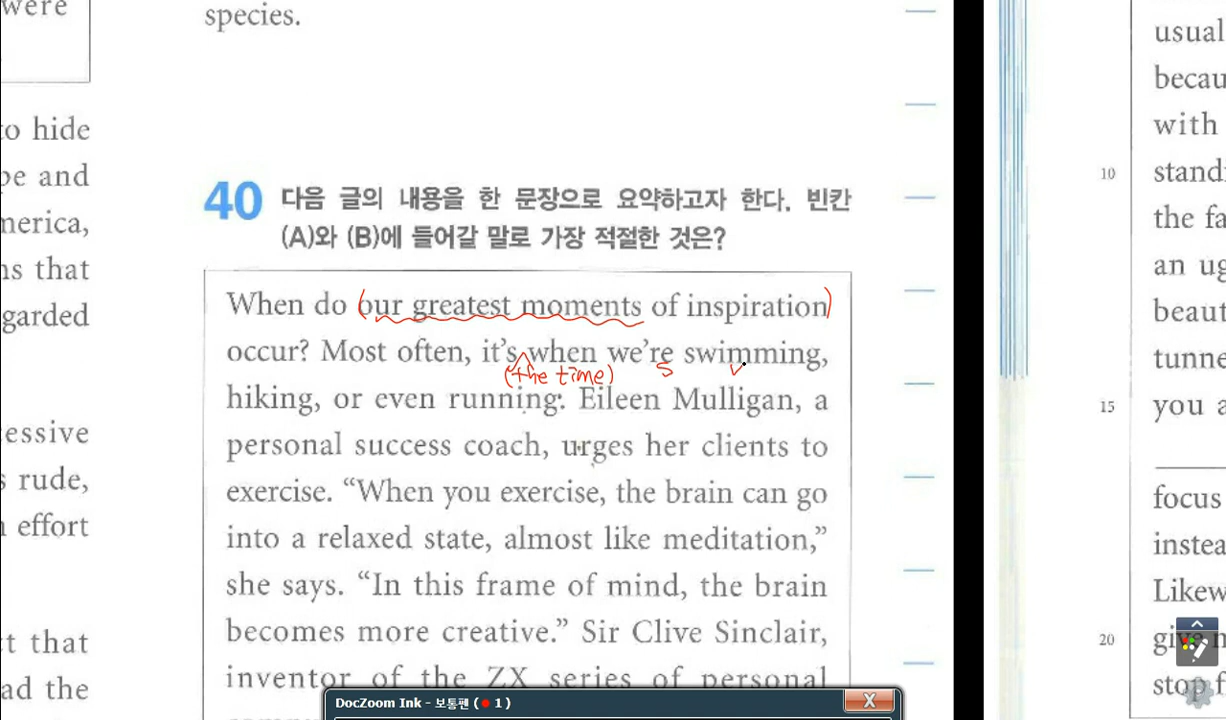 were
species.
to hide
pe and
merica,
ns that
garded
cessive
s rude,
n effort
ct that
ad the
40 다음 글의 내용을 한 문장으로 요약하고자 한다. 빈칸
(A)와 (B)에 들어갈 말로 가장 적절한 것은?
When do (our greatest moments of inspiration)
occur? Most often, it's when we're swimming,
(the time) S V
hiking, or even running. Eileen Mulligan, a
personal success coach, urges her clients to
exercise. “When you exercise, the brain can go
into a relaxed state, almost like meditation,”
she says. “In this frame of mind, the brain
becomes more creative.” Sir Clive Sinclair,
inventor of the ZX series of personal
usual
becau
with
10 standi
the fa
an ug
beaut
tunne
15 you a
focus
instea
Likew
20 give n
stop f
DocZoom Ink - 보통펜 ( 1 )
X